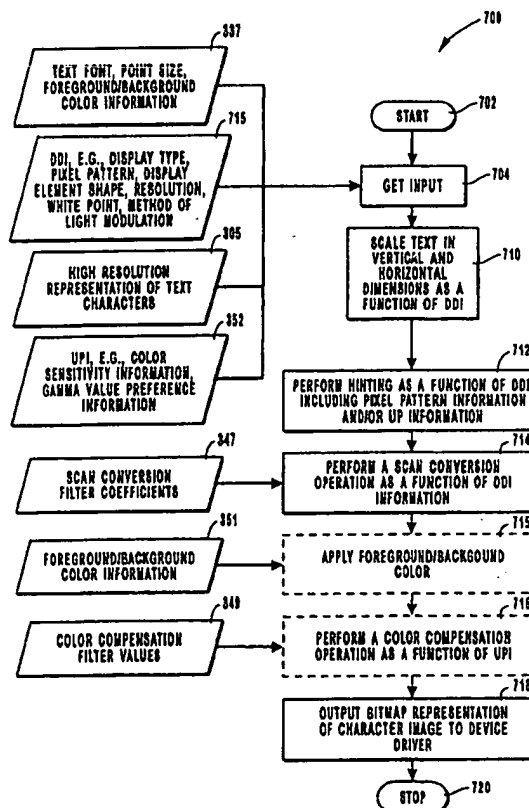 700
337
TEXT FONT, POINT SIZE,
FOREGROUND/BACKGROUND
COLOR INFORMATION
715
DDI, E.G., DISPLAY TYPE,
PIXEL PATTERN, DISPLAY
ELEMENT SHAPE, RESOLUTION,
WHITE POINT, METHOD OF
LIGHT MODULATION
305
HIGH RESOLUTION
REPRESENTATION OF TEXT
CHARACTERS
352
UPI, E.G., COLOR
SENSITIVITY INFORMATION,
GAMMA VALUE PREFERENCE
INFORMATION
START
702
GET INPUT
704
SCALE TEXT IN
VERTICAL AND
HORIZONTAL
DIMENSIONS AS A
FUNCTION OF DDI
710
712
PERFORM HINTING AS A FUNCTION OF DDI
INCLUDING PIXEL PATTERN INFORMATION
AND/OR UP INFORMATION
347
SCAN CONVERSION
FILTER COEFFICIENTS
714
PERFORM A SCAN CONVERSION
OPERATION AS A FUNCTION OF DDI
INFORMATION
351
FOREGROUND/BACKGROUND
COLOR INFORMATION
715
APPLY FOREGROUND/BACKGOUND
COLOR
349
COLOR COMPENSATION
FILTER VALUES
716
PERFORM A COLOR COMPENSATION
OPERATION AS A FUNCTION OF UPI
718
OUTPUT BITMAP REPRESENTATION
OF CHARACTER IMAGE TO DEVICE
DRIVER
STOP
720